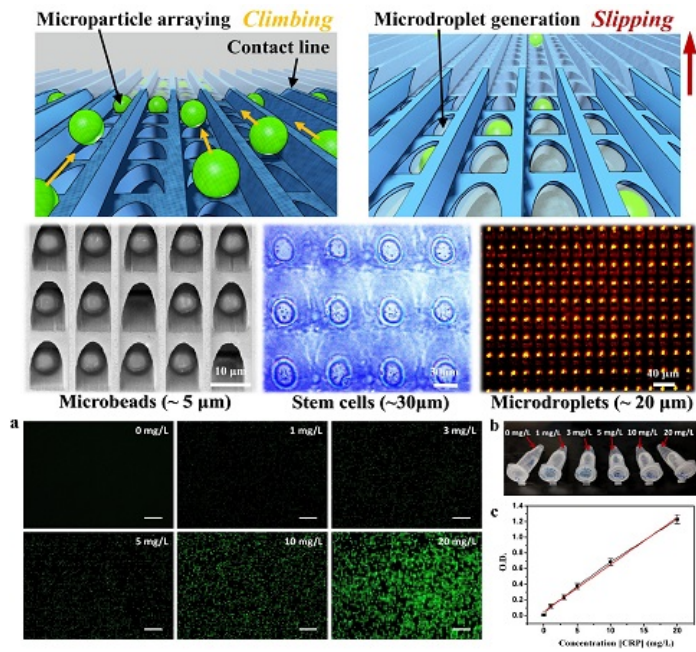 Microparticle arraying Climbing
Contact line
Microdroplet generation Slipping
10 μm
30μm
40 μm
Microbeads (~ 5 μm)
Stem cells (~30μm)
Microdroplets (~ 20 μm)
a
0 mg/L
1 mg/L
3 mg/L
5 mg/L
10 mg/L
20 mg/L
b
0 mg/L 1 mg/L 3 mg/L 5 mg/L 10 mg/L 20 mg/L
c
1.4
1.2
1.0
0.8
0.6
0.4
0.2
0.0
O.D.
0 5 10 15 20
Concentration [CRP] (mg/L)